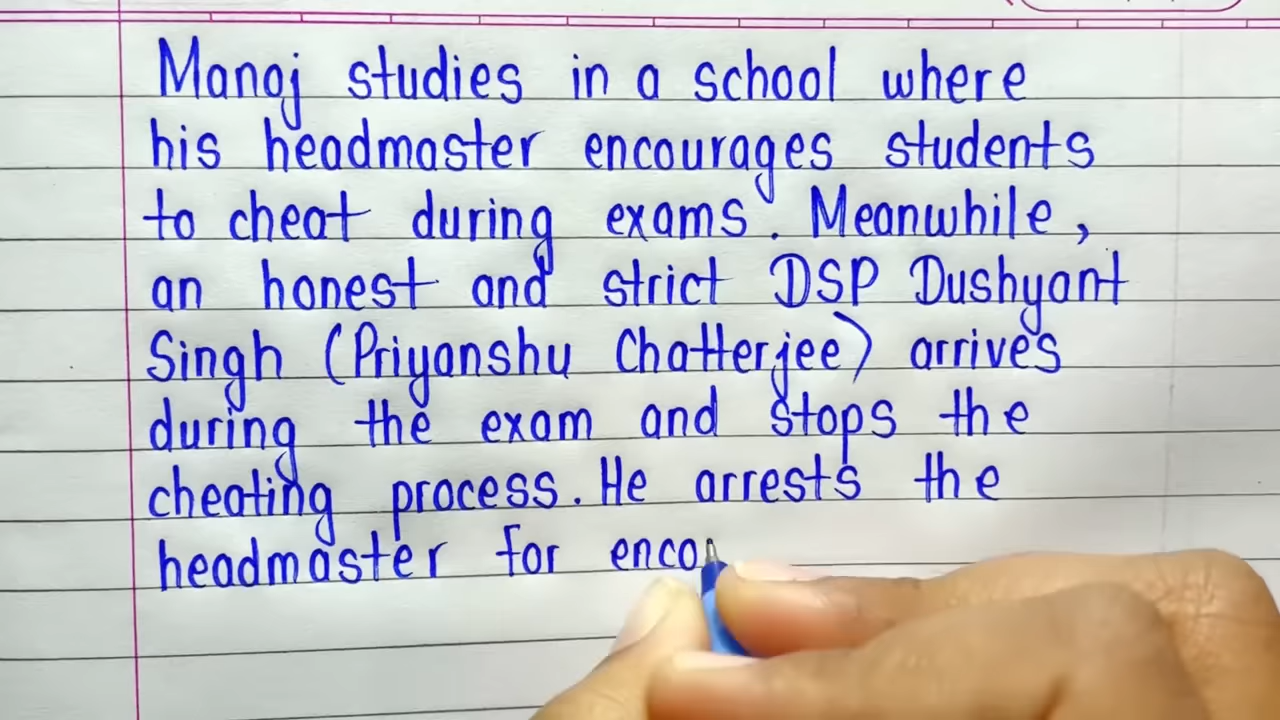 Manoj studies in a school where
his headmaster encourages students
to cheat during exams. Meanwhile,
an honest and strict DSP Dushyant
Singh (Priyanshu Chatterjee) arrives
during the exam and stops the
cheating process. He arrests the
headmaster for enco